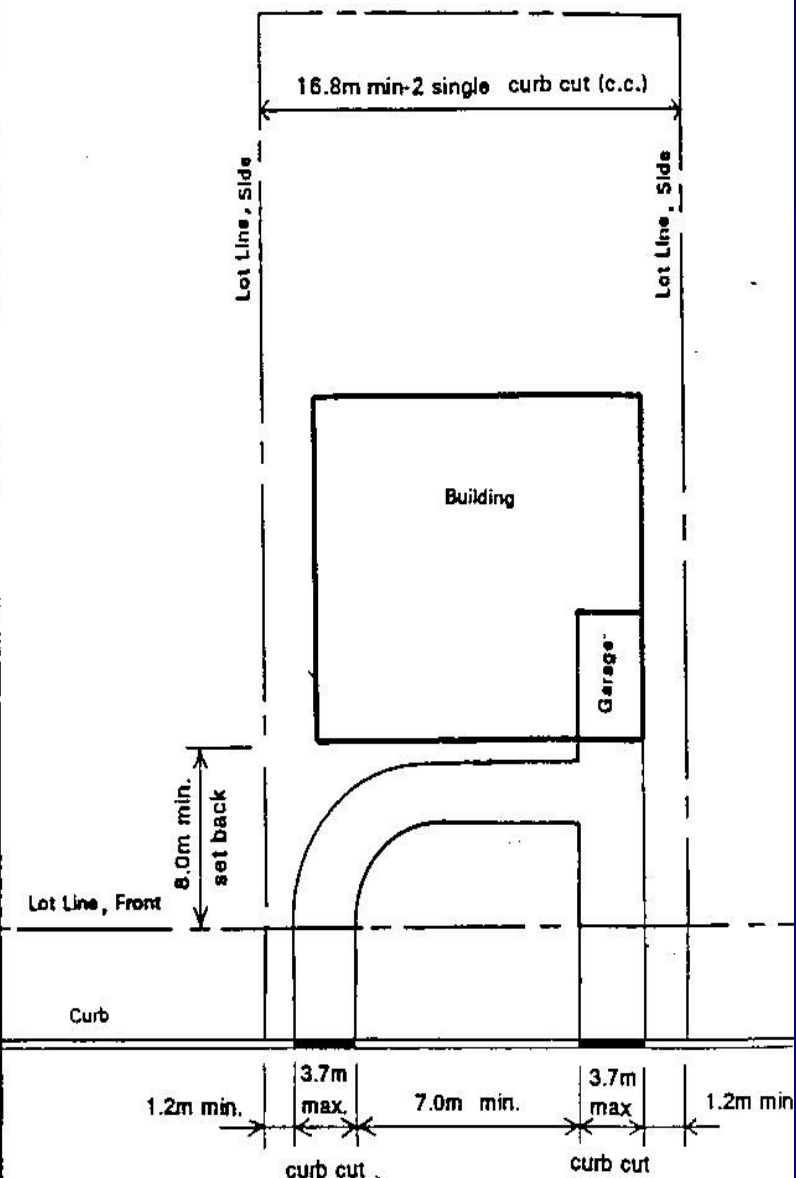 16.8m min-2 single curb cut (c.c.)
Lot Line, Side
Lot Line, Side
Building
Garage
8.0m min.
set back
Lot Line, Front
Curb
1.2m min.
3.7m
max.
7.0m min.
3.7m
max
1.2m min
curb cut
curb cut